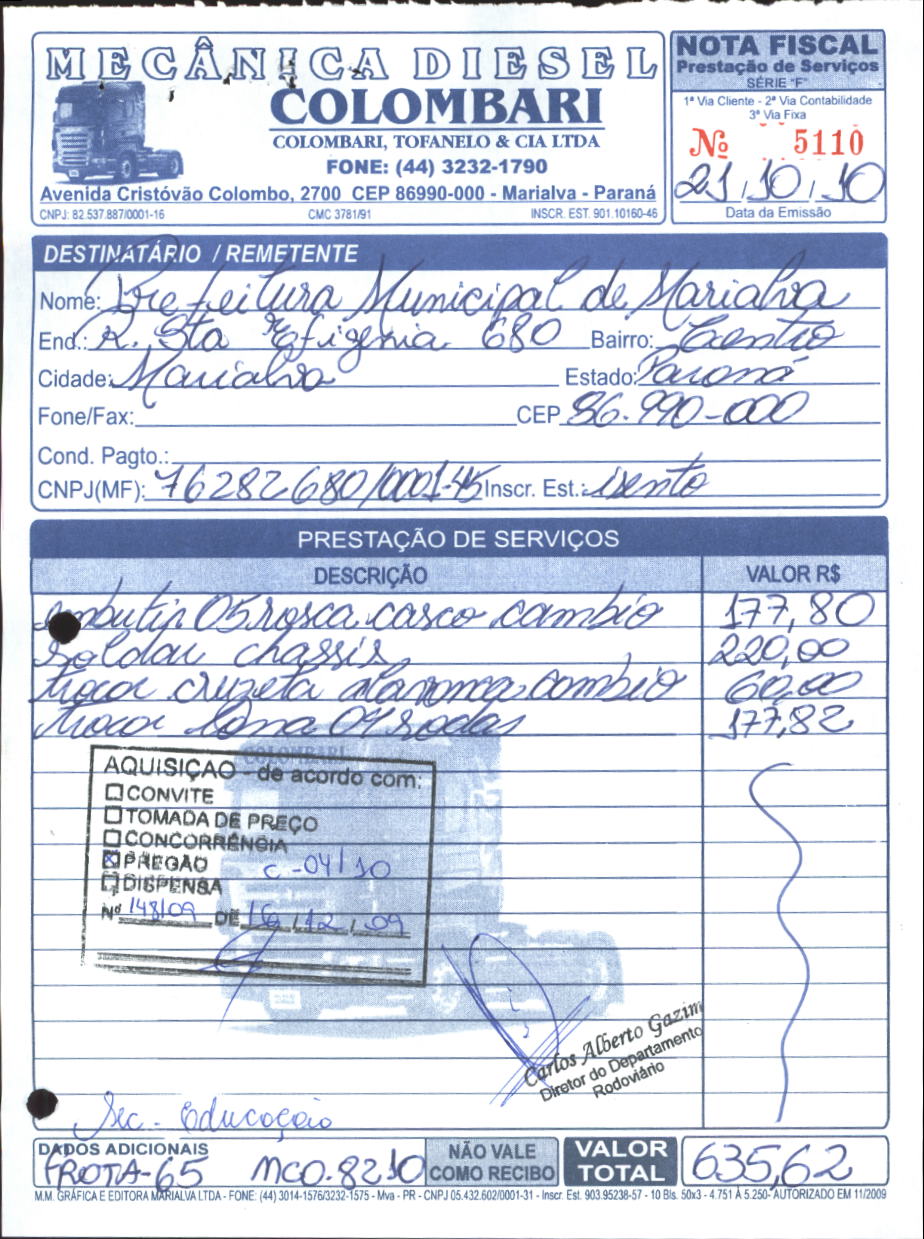 MECÂNICA DIESEL
COLOMBARI
COLOMBARI, TOFANELO & CIA LTDA
FONE: (44) 3232-1790
Avenida Cristóvão Colombo, 2700 CEP 86990-000 - Marialva - Paraná
CNPJ: 82.537.887/0001-16 CMC 3781/91 INSCR. EST. 901.10160-46
NOTA FISCAL
Prestação de Serviços
SÉRIE "F"
1ª Via Cliente - 2ª Via Contabilidade
3ª Via Fixa
Nº 5110
21/10/10
Data da Emissão
DESTINATÁRIO / REMETENTE
Nome: Prefeitura Municipal de Marialva
End.: R. Sta Efigenia 680 Bairro: Centro
Cidade: Marialva Estado: Paraná
Fone/Fax: CEP 86.990-000
Cond. Pagto.:
CNPJ(MF): 76282680/0001-45 Inscr. Est.: isento
PRESTAÇÃO DE SERVIÇOS
DESCRIÇÃO VALOR R$
embutir 05 rosca casco cambio 177,80
soldar chassis 220,00
trocar cruzeta cambio 60,00
trocar lona 04 rodas 177,82
COLOMBARI
AQUISIÇÃO - de acordo com:
CONVITE
TOMADA DE PREÇO
CONCORRÊNCIA
PREGÃO C-04/10
DISPENSA
Nº 148/09 DE 16/12/09
Carlos Alberto Gazim
Diretor do Departamento
Rodoviário
Sec. Educação
DADOS ADICIONAIS
FROTA-65 MCO.8210
NÃO VALE
COMO RECIBO
VALOR
TOTAL
635,62
M.M. GRÁFICA E EDITORA MARIALVA LTDA - FONE: (44) 3014-1576/3232-1575 - Mva - PR - CNPJ 05.432.602/0001-31 - Inscr. Est. 903.95238-57 - 10 Bls. 50x3 - 4.751 À 5.250- AUTORIZADO EM 11/2009